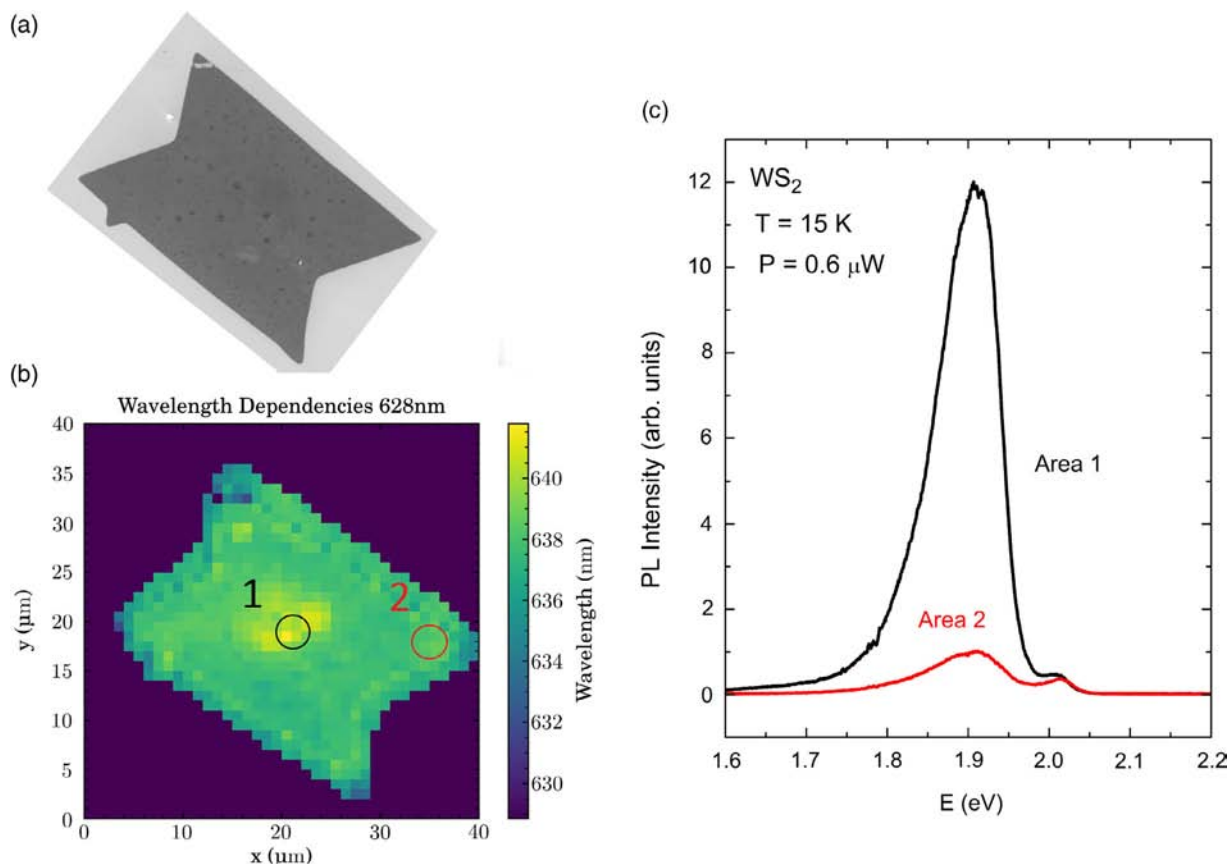 (a)
(b)
Wavelength Dependencies 628nm
40
35
30
25
20
15
10
5
0
y (μm)
0
10
20
30
40
x (μm)
1
2
640
638
636
634
632
630
Wavelength (nm)
(c)
WS₂
T = 15 K
P = 0.6 μW
Area 1
Area 2
12
10
8
6
4
2
0
PL Intensity (arb. units)
1.6
1.7
1.8
1.9
2.0
2.1
2.2
E (eV)